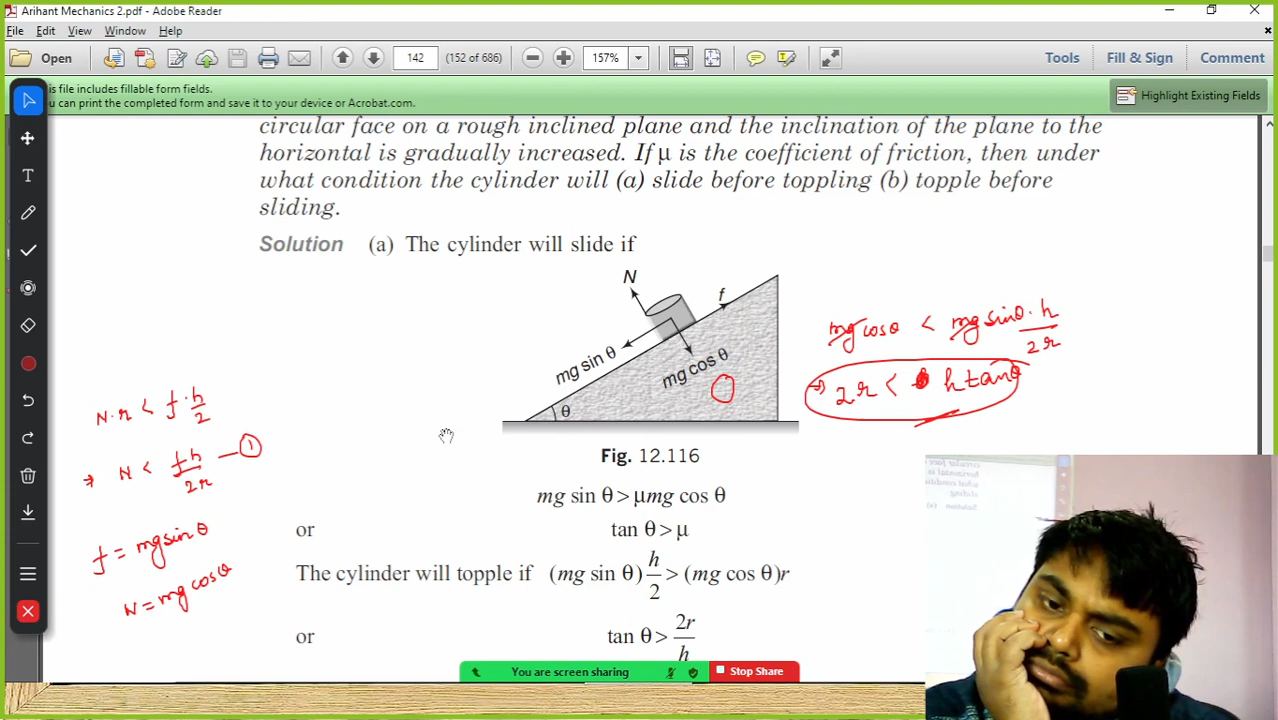 Arihant Mechanics 2.pdf - Adobe Reader
File Edit View Window Help
Open 142 (152 of 686) 157% Tools Fill & Sign Comment
is file includes fillable form fields.
u can print the completed form and save it to your device or Acrobat.com.
Highlight Existing Fields
circular face on a rough inclined plane and the inclination of the plane to the
horizontal is gradually increased. If μ is the coefficient of friction, then under
what condition the cylinder will (a) slide before toppling (b) topple before
sliding.
Solution (a) The cylinder will slide if
N
f
mg sin θ
mg cos θ
θ
mg cosθ < mg sinθ · h/2r
⇒ 2r < h tanθ
N·r < f·h/2
⇒ N < fh/2r — ①
f = mg sin θ
N = mg cos θ
Fig. 12.116
mg sin θ > μmg cos θ
or tan θ > μ
The cylinder will topple if (mg sin θ) h/2 > (mg cos θ)r
or tan θ > 2r/h
You are screen sharing Stop Share